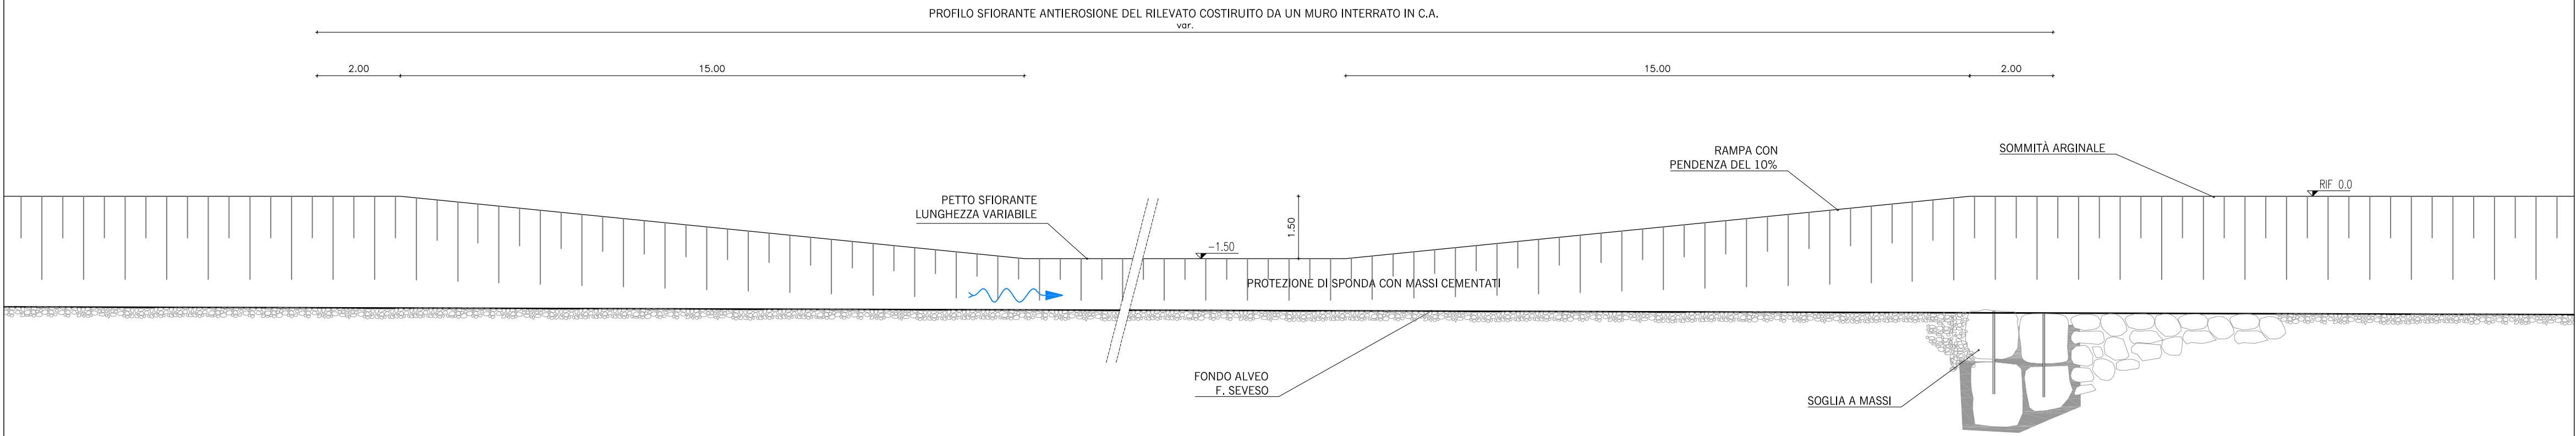 PROFILO SFIORANTE ANTIEROSIONE DEL RILEVATO COSTRUITO DA UN MURO INTERRATO IN C.A.
var.
2.00
15.00
15.00
2.00
RAMPA CON
PENDENZA DEL 10%
SOMMITÀ ARGINALE
RIF 0.0
PETTO SFIORANTE
LUNGHEZZA VARIABILE
1.50
-1.50
PROTEZIONE DI SPONDA CON MASSI CEMENTATI
FONDO ALVEO
F. SEVESO
SOGLIA A MASSI